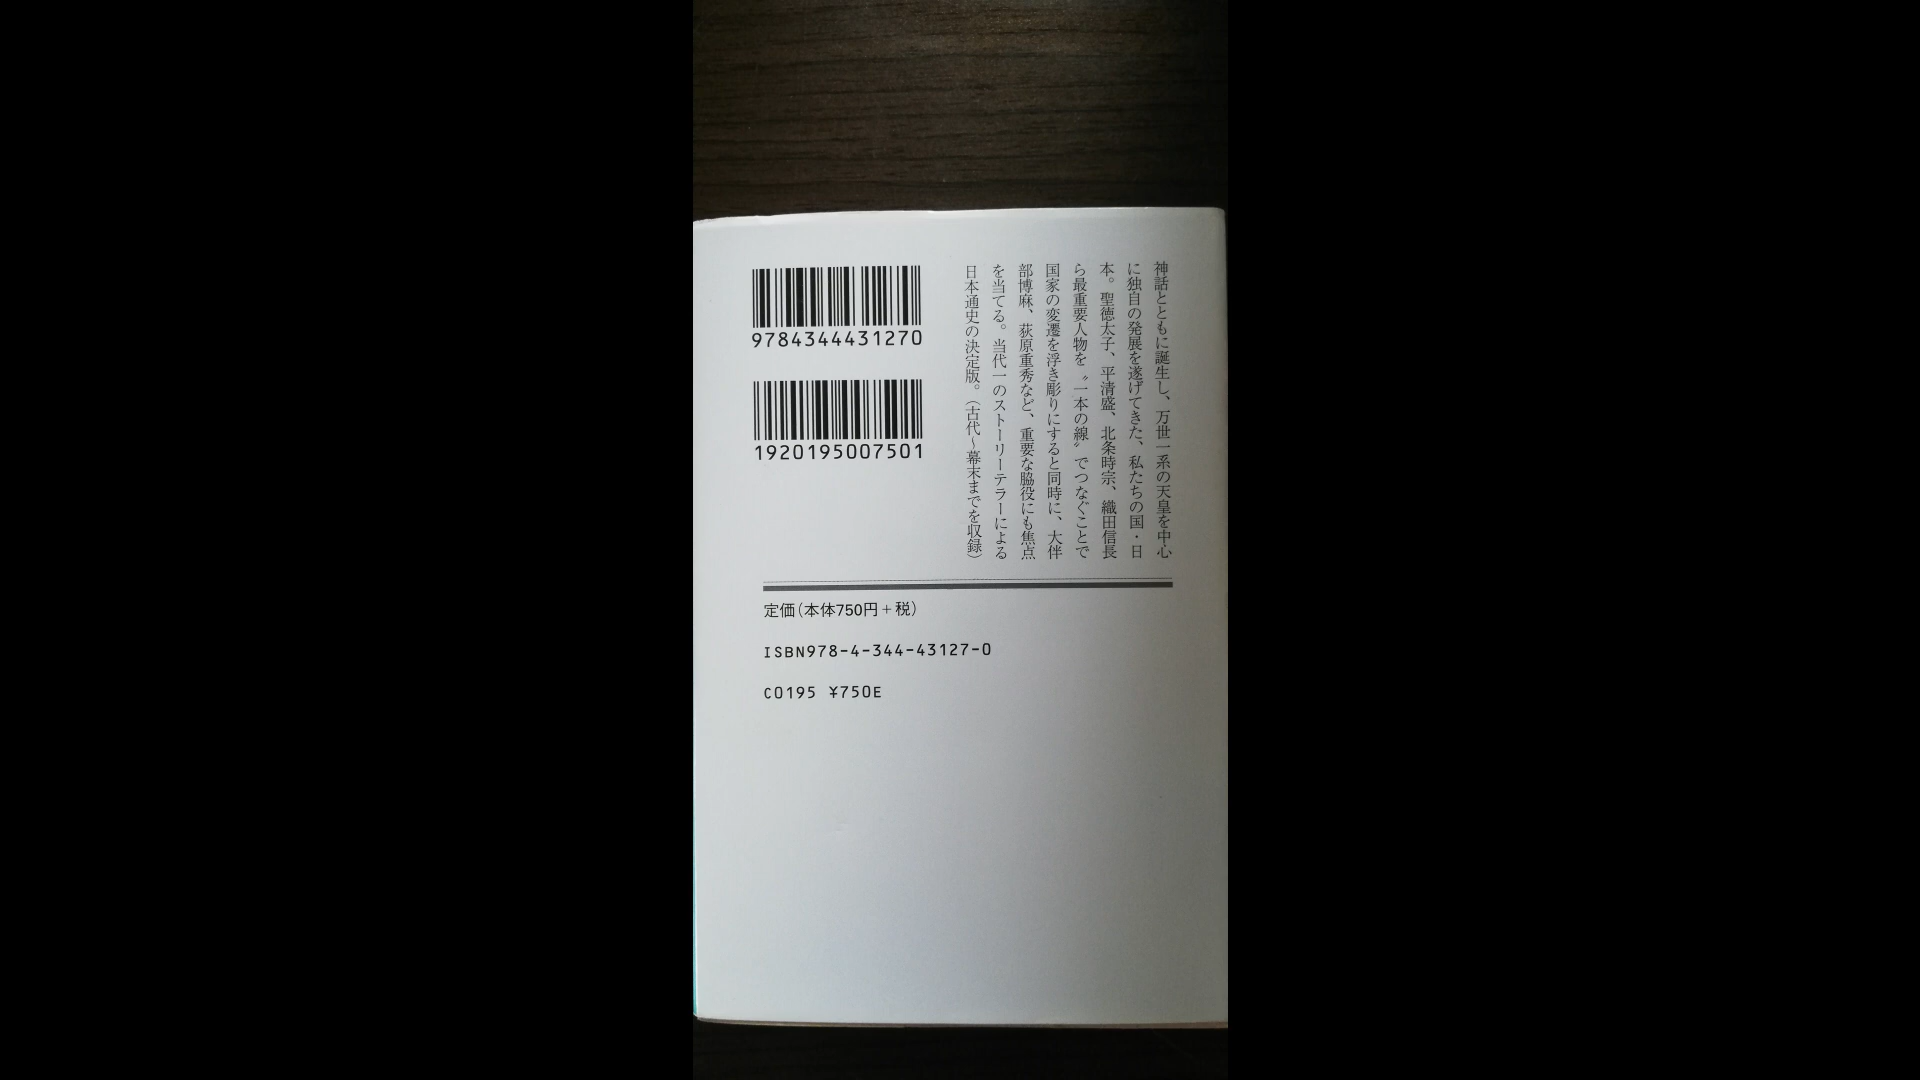 神話とともに誕生し、万世一系の天皇を中心
に独自の発展を遂げてきた、私たちの国・日
本。聖徳太子、平清盛、北条時宗、織田信長
ら最重要人物を〝一本の線〟でつなぐことで
国家の変遷を浮き彫りにすると同時に、大伴
部博麻、荻原重秀など、重要な脇役にも焦点
を当てる。当代一のストーリーテラーによる
日本通史の決定版。（古代～幕末までを収録）
9784344431270
1920195007501
定価（本体750円＋税）
ISBN978-4-344-43127-0
C0195 ¥750E